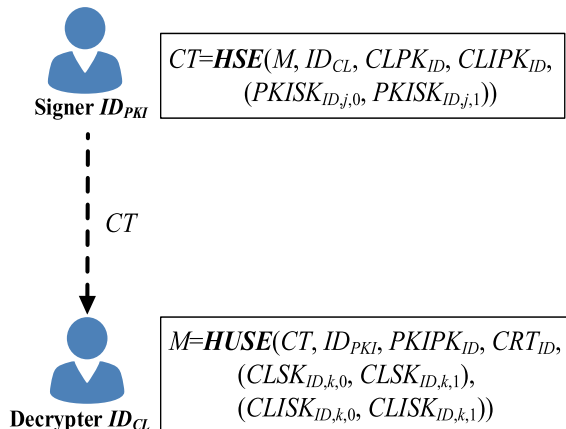 CT=HSE(M, ID_CL, CLPK_ID, CLIPK_ID,
(PKISK_ID,j,0, PKISK_ID,j,1))
Signer ID_PKI
CT
M=HUSE(CT, ID_PKI, PKIPK_ID, CRT_ID,
(CLSK_ID,k,0, CLSK_ID,k,1),
(CLISK_ID,k,0, CLISK_ID,k,1))
Decrypter ID_CL